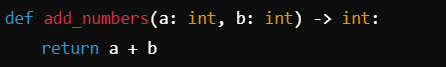 def add_numbers(a: int, b: int) -> int:
    return a + b